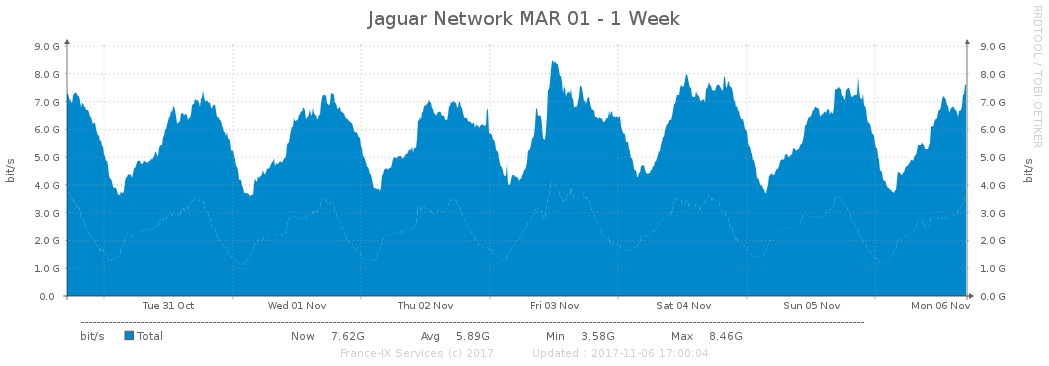 Jaguar Network MAR 01 - 1 Week
RRDTOOL / TOBI OETIKER
bit/s
9.0 G 9.0 G
8.0 G 8.0 G
7.0 G 7.0 G
6.0 G 6.0 G
5.0 G 5.0 G
4.0 G 4.0 G
3.0 G 3.0 G
2.0 G 2.0 G
1.0 G 1.0 G
0.0 0.0 G
bit/s
Tue 31 Oct Wed 01 Nov Thu 02 Nov Fri 03 Nov Sat 04 Nov Sun 05 Nov Mon 06 Nov
bit/s Total Now 7.62G Avg 5.89G Min 3.58G Max 8.46G
France-IX Services (c) 2017 Updated : 2017-11-06 17:00:04